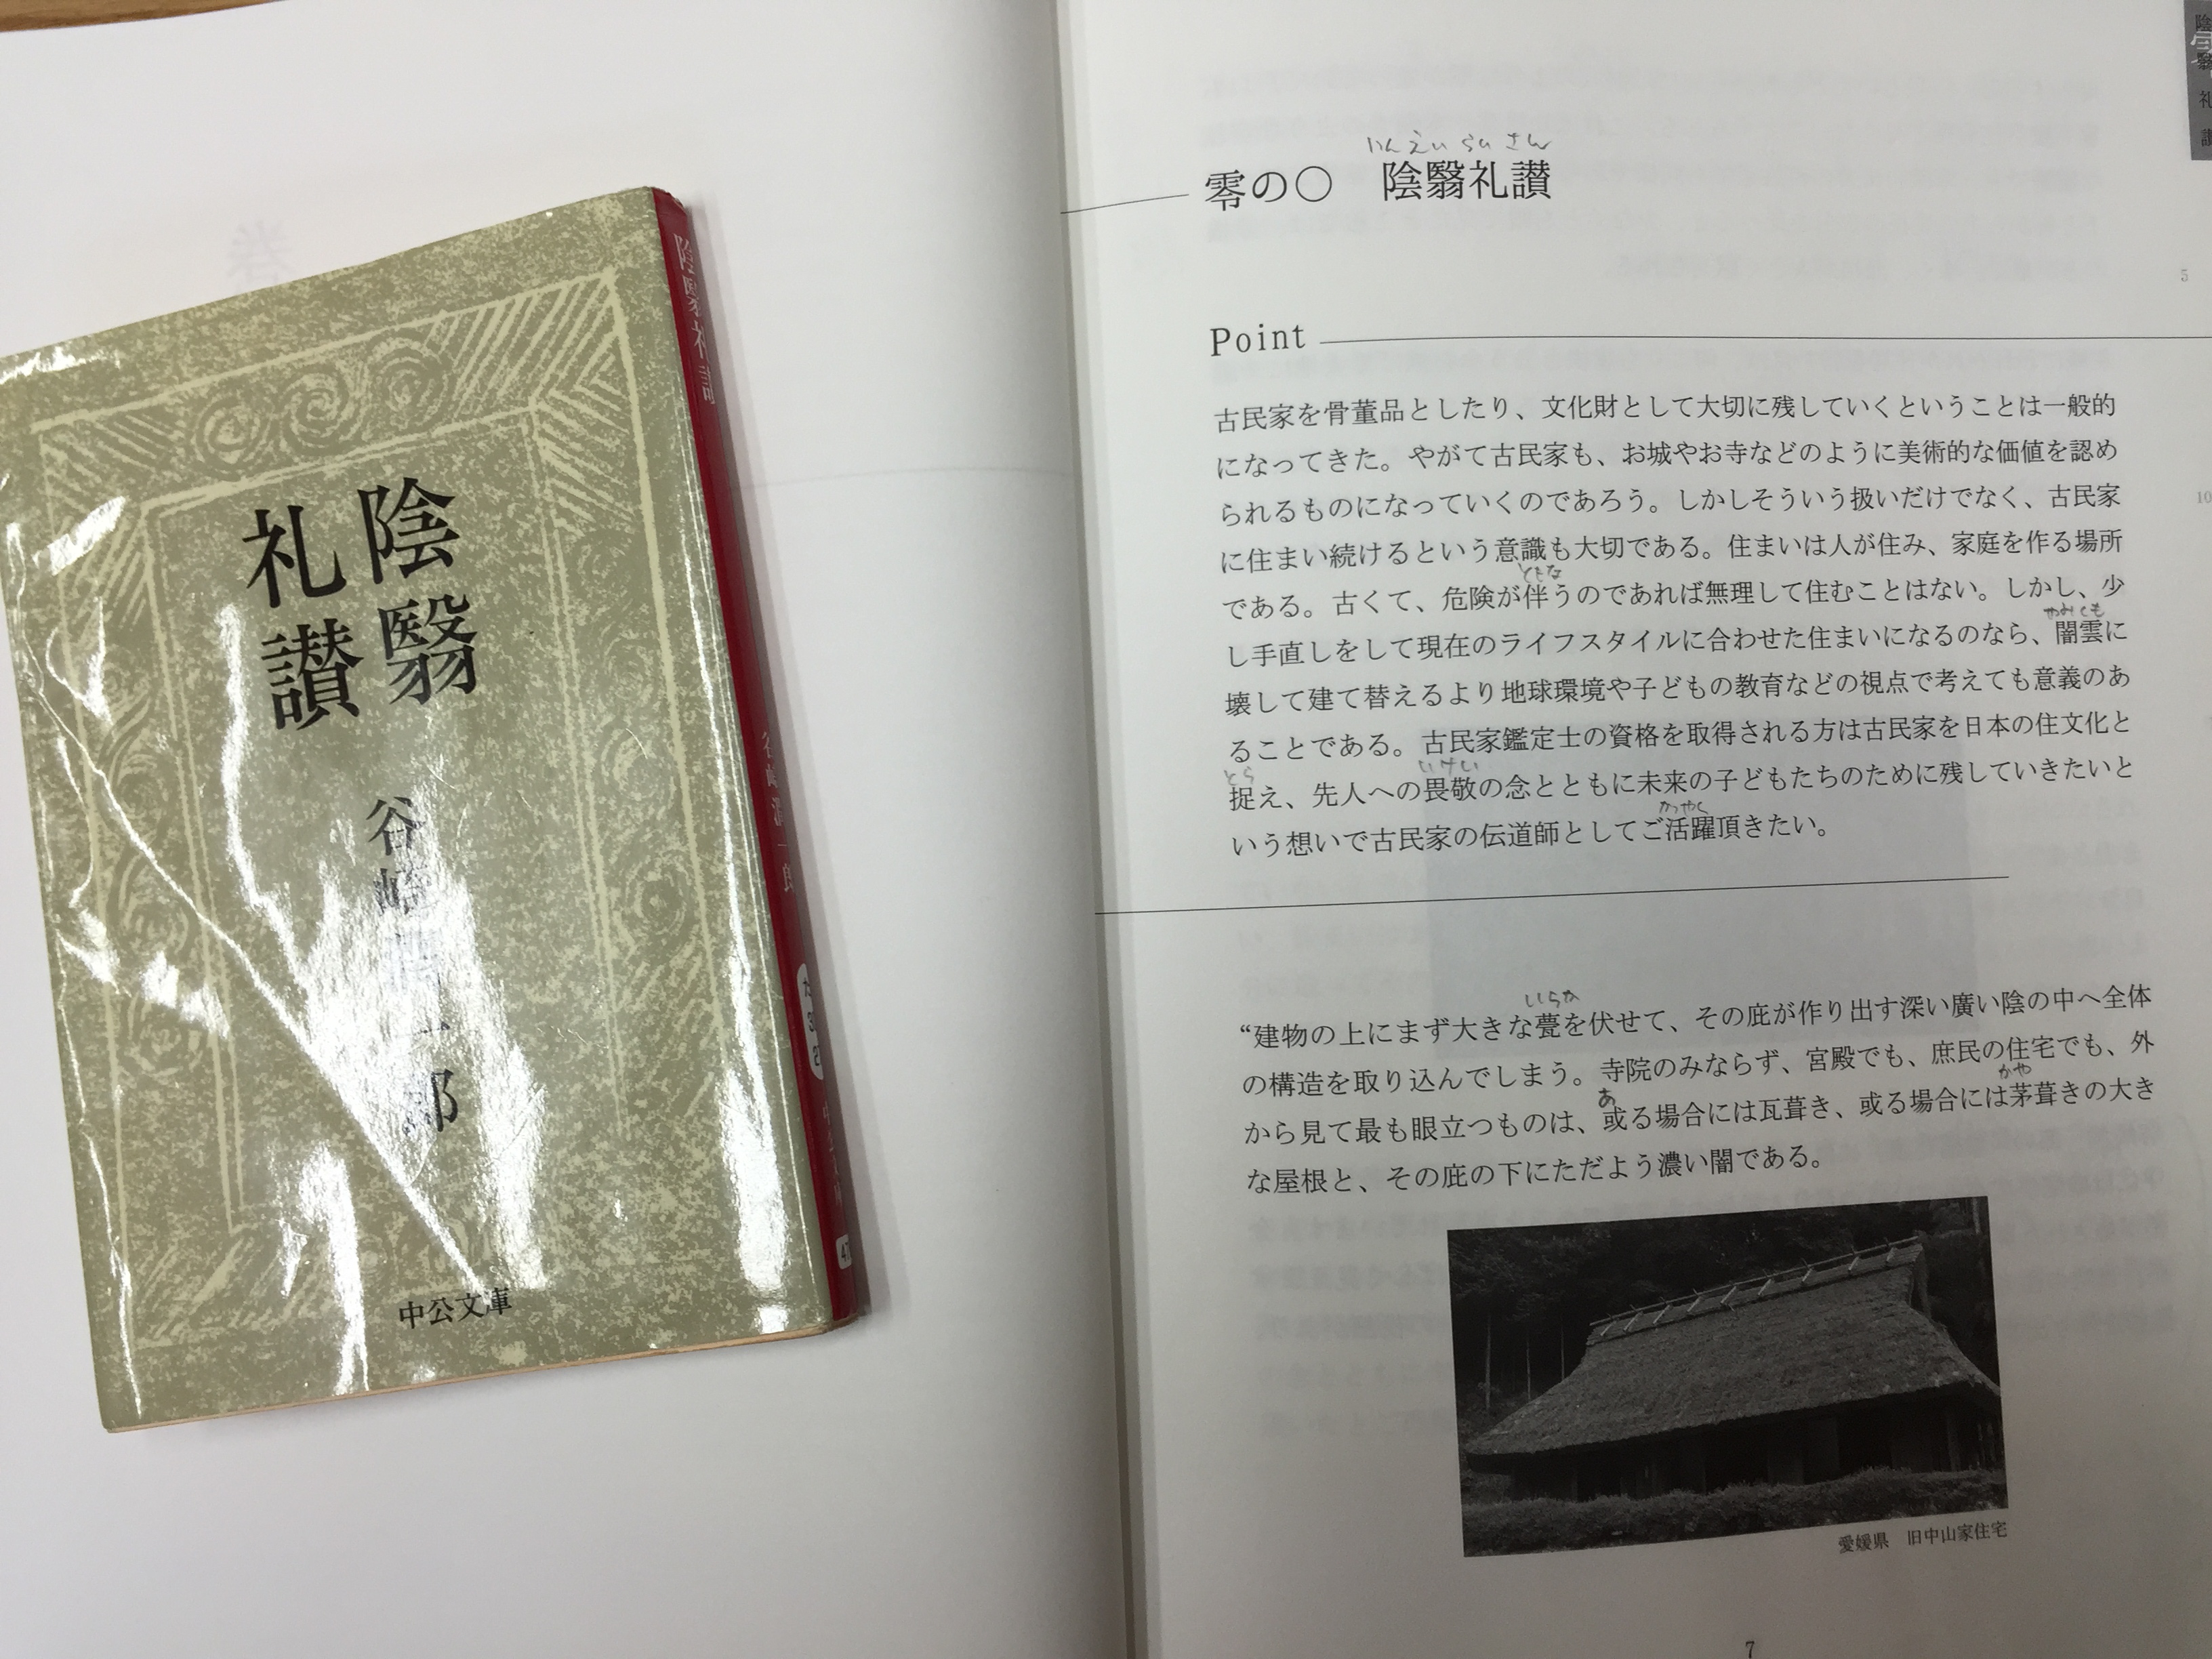 陰翳
礼讃
谷崎潤一郎
中公文庫
陰翳礼讃
谷崎潤一郎
いんえいらいさん
零の〇 陰翳礼讃
Point
古民家を骨董品としたり、文化財として大切に残していくということは一般的
になってきた。やがて古民家も、お城やお寺などのように美術的な価値を認め
られるものになっていくのであろう。しかしそういう扱いだけでなく、古民家
に住まい続けるという意識も大切である。住まいは人が住み、家庭を作る場所
ともな
である。古くて、危険が伴うのであれば無理して住むことはない。しかし、少
やみくも
し手直しをして現在のライフスタイルに合わせた住まいになるのなら、闇雲に
壊して建て替えるより地球環境や子どもの教育などの視点で考えても意義のあ
ることである。古民家鑑定士の資格を取得される方は古民家を日本の住文化と
とら いけい
捉え、先人への畏敬の念とともに未来の子どもたちのために残していきたいと
かつやく
いう想いで古民家の伝道師としてご活躍頂きたい。
いらか
“建物の上にまず大きな甍を伏せて、その庇が作り出す深い廣い陰の中へ全体
の構造を取り込んでしまう。寺院のみならず、宮殿でも、庶民の住宅でも、外
あ かや
から見て最も眼立つものは、或る場合には瓦葺き、或る場合には茅葺きの大き
な屋根と、その庇の下にただよう濃い闇である。
愛媛県 旧中山家住宅
7
5
10